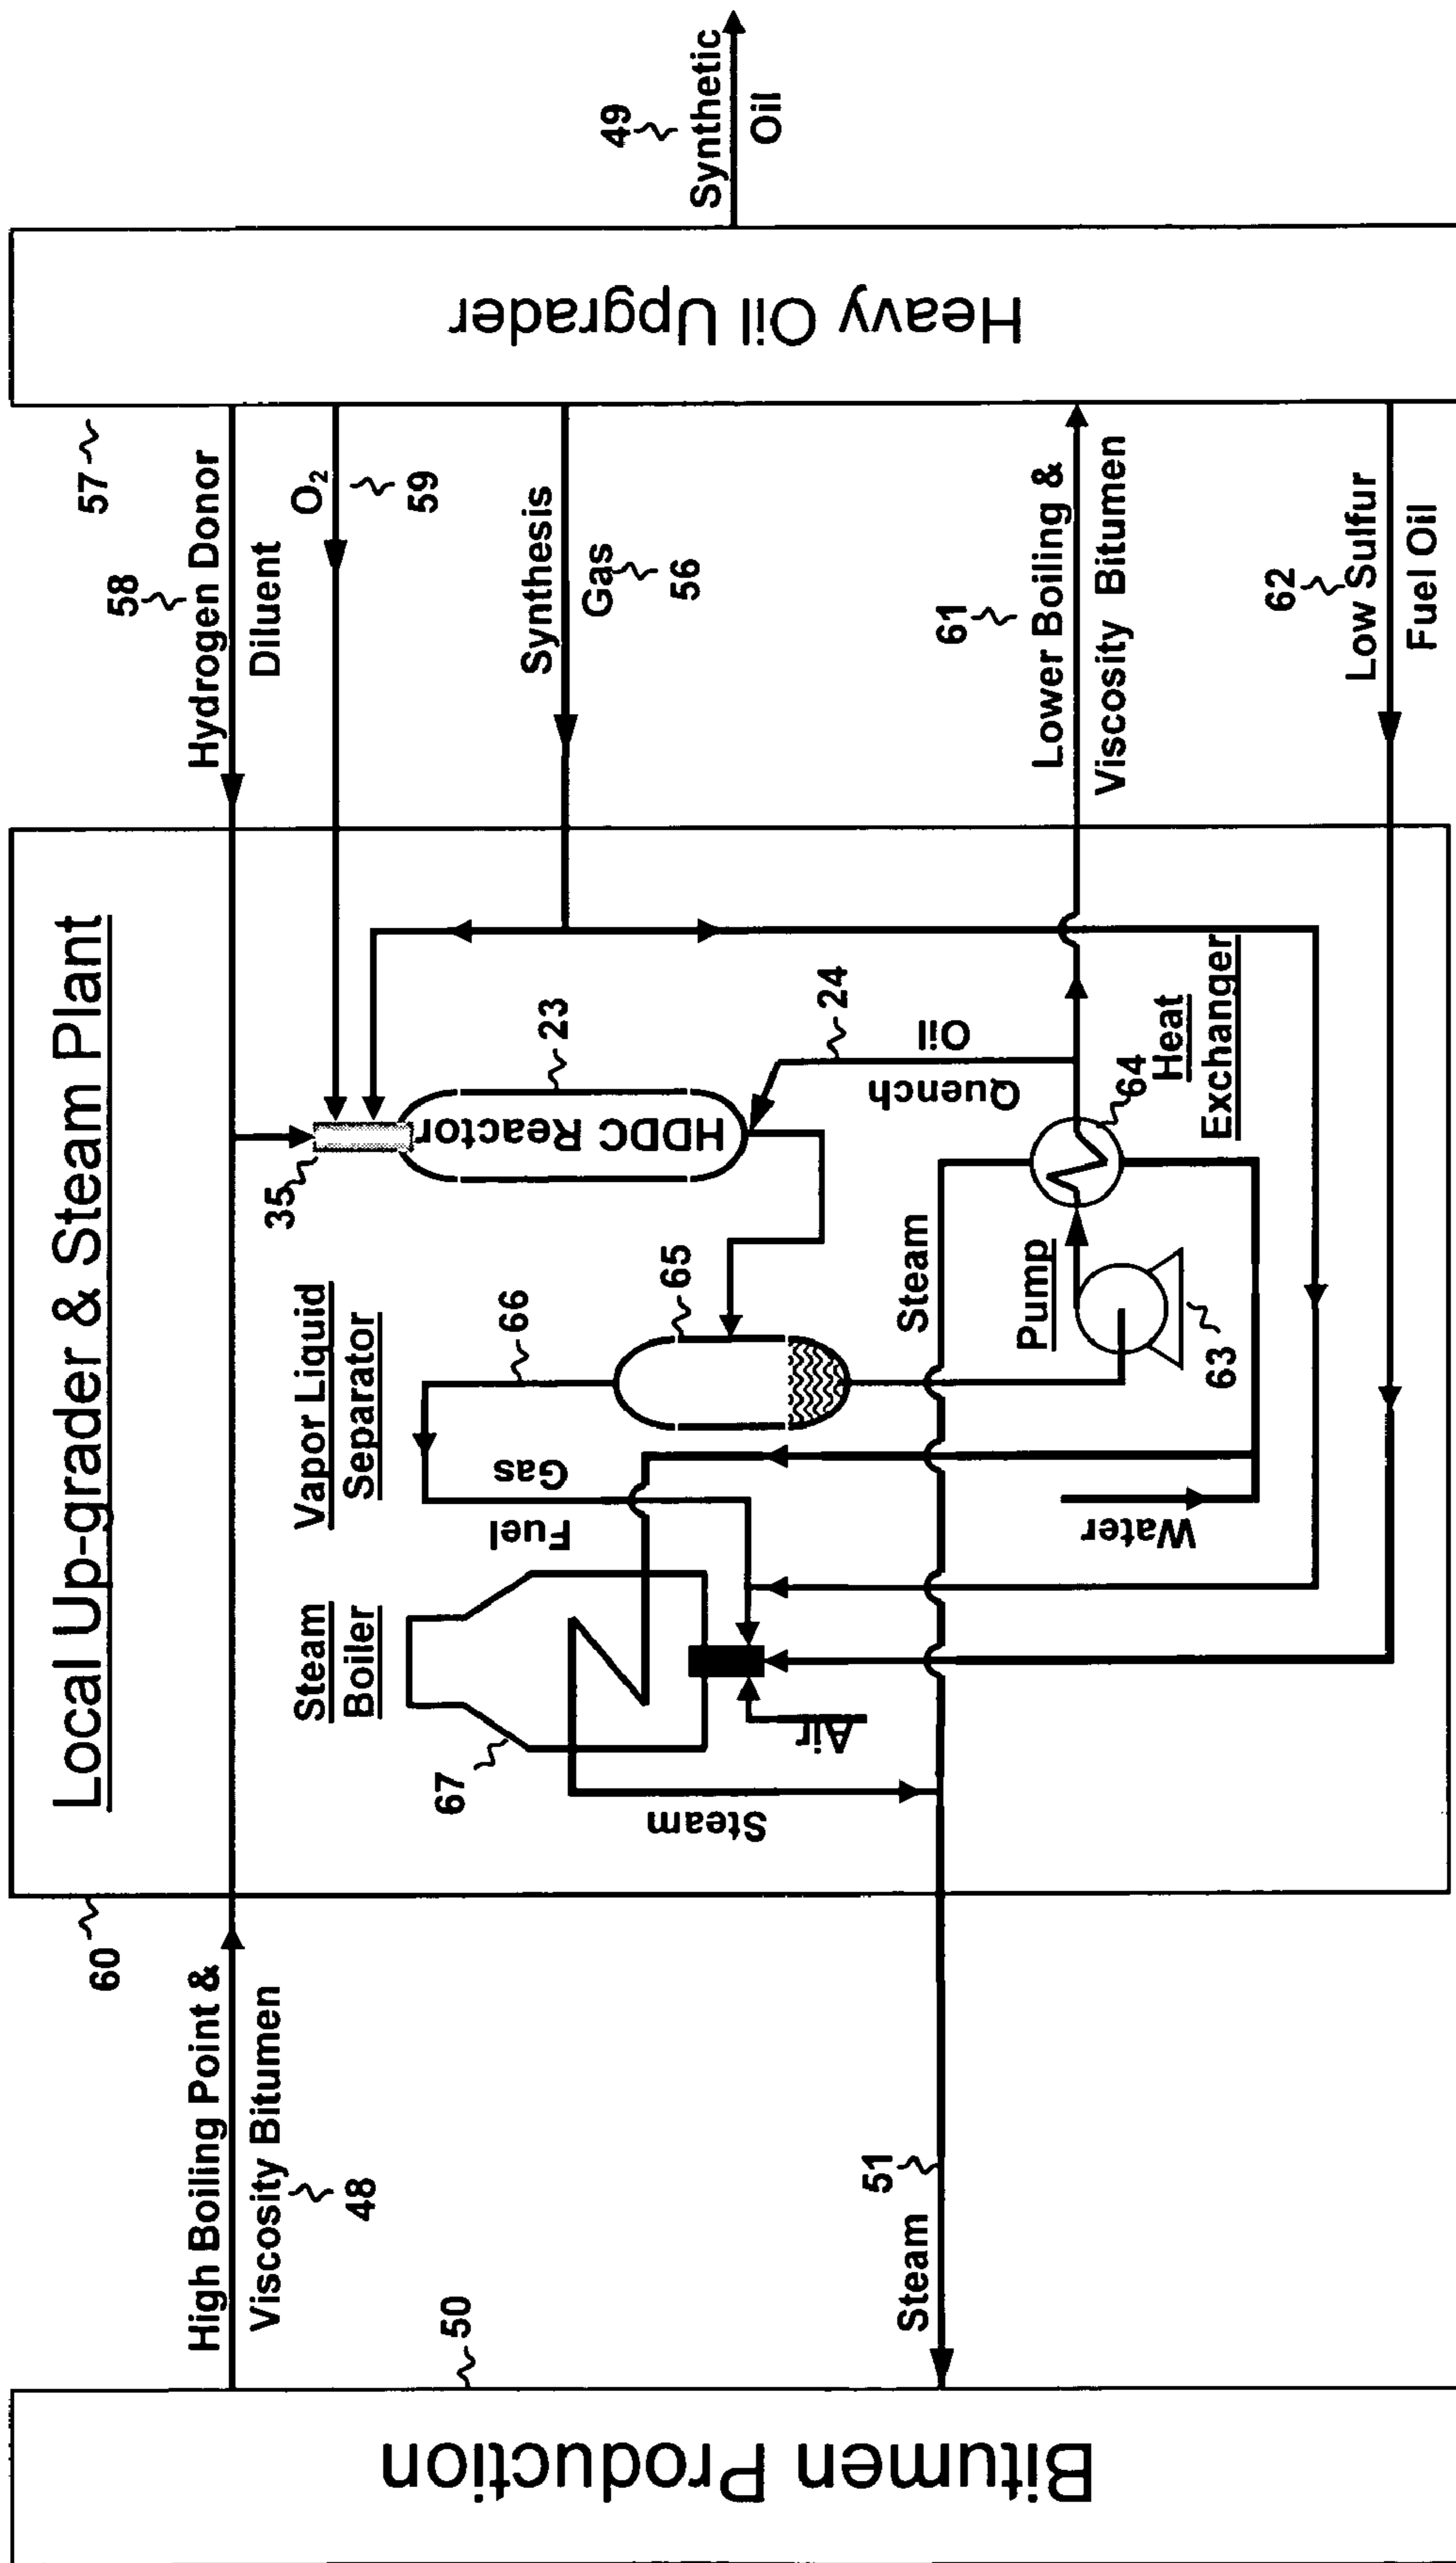 Local Up-grader & Steam Plant
60
57
High Boiling Point &
Viscosity Bitumen
48
58
Hydrogen Donor
Diluent
O₂
59
Synthesis
Gas
56
49
Synthetic
Oil
Bitumen Production
50
Heavy Oil Upgrader
35
HDDC Reactor
23
Quench
Oil
24
Vapor Liquid
Separator
65
66
Fuel
Gas
Steam
Boiler
67
Air
Steam
Steam
Water
Pump
63
64
Heat
Exchanger
Steam
51
61
Lower Boiling &
Viscosity Bitumen
62
Low Sulfur
Fuel Oil